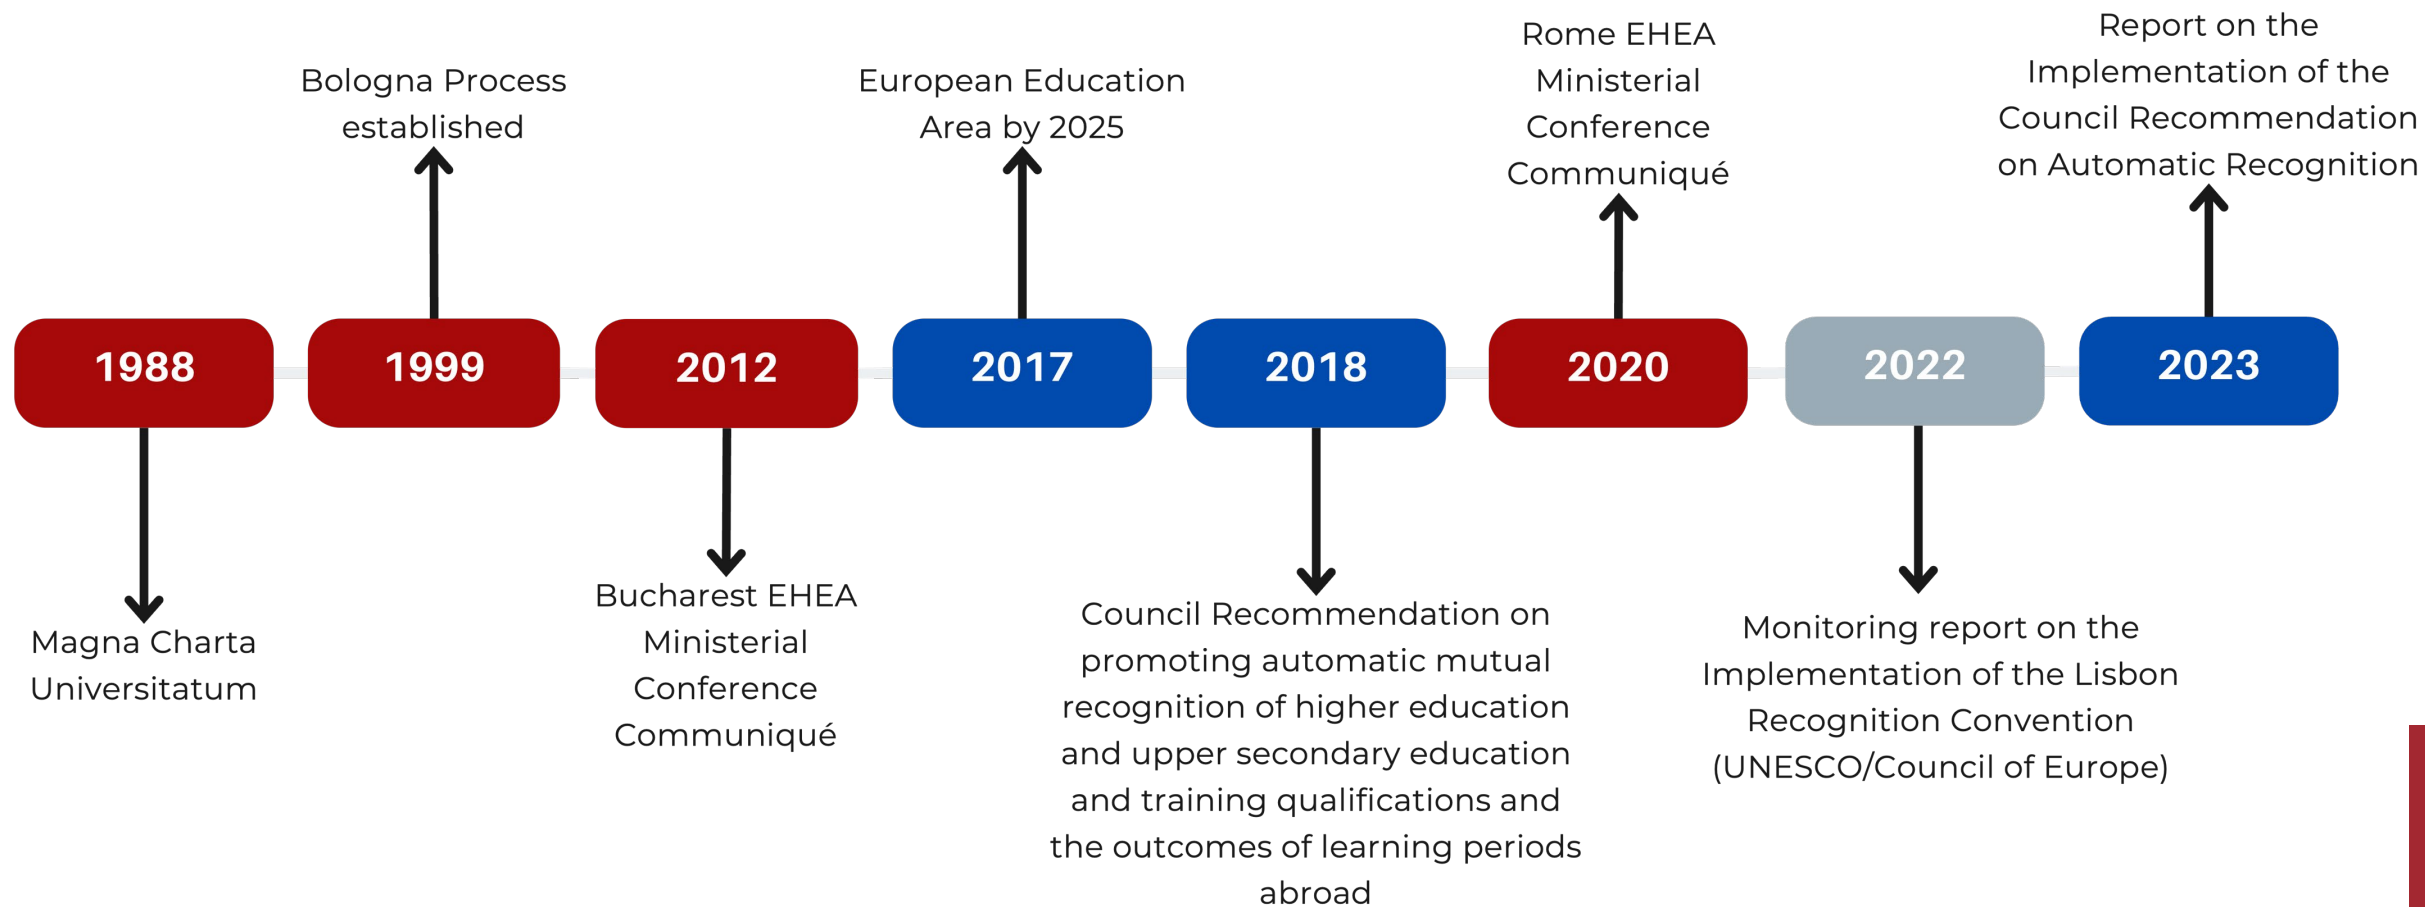 Bologna Process
established
European Education
Area by 2025
Rome EHEA
Ministerial
Conference
Communiqué
Report on the
Implementation of the
Council Recommendation
on Automatic Recognition
1988
1999
2012
2017
2018
2020
2022
2023
Magna Charta
Universitatum
Bucharest EHEA
Ministerial
Conference
Communiqué
Council Recommendation on
promoting automatic mutual
recognition of higher education
and upper secondary education
and training qualifications and
the outcomes of learning periods
abroad
Monitoring report on the
Implementation of the Lisbon
Recognition Convention
(UNESCO/Council of Europe)